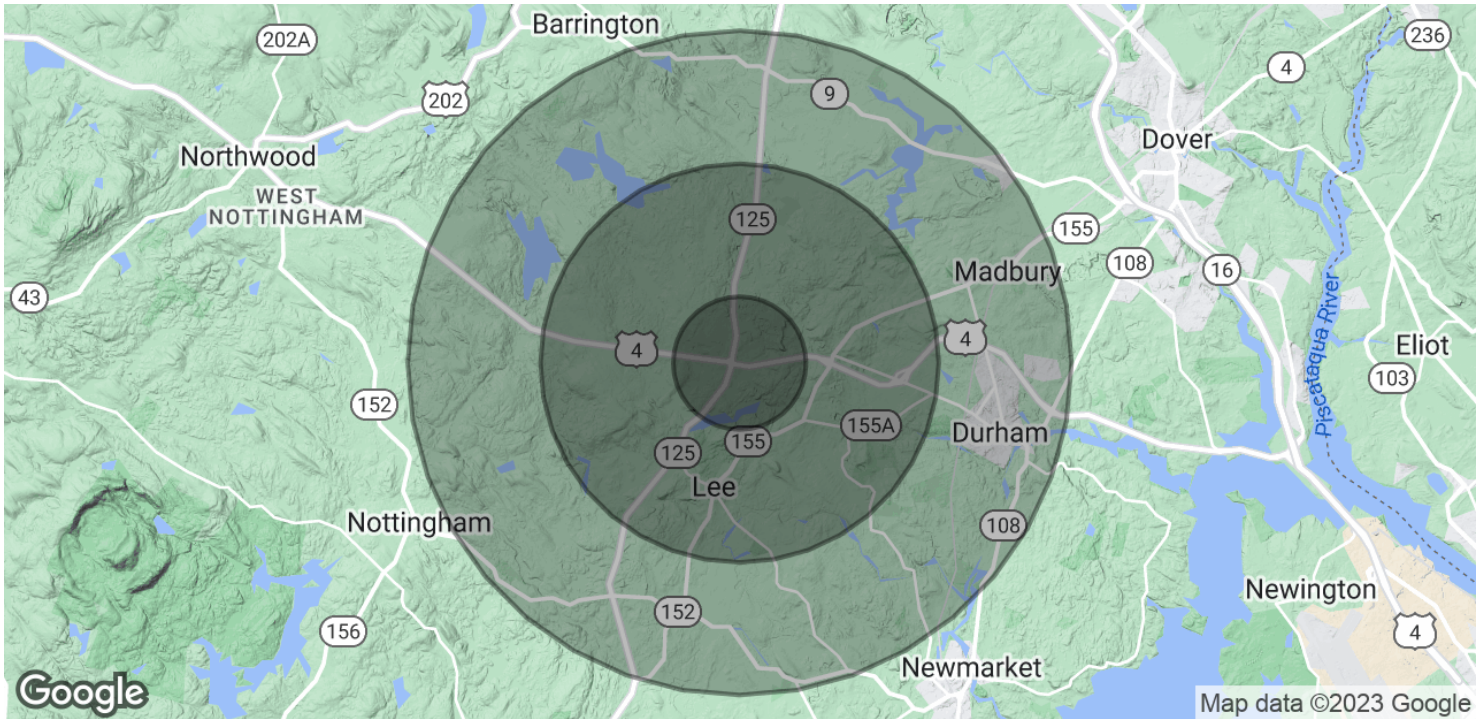 Barrington
202A
236
4
202
9
Dover
Northwood
WEST
NOTTINGHAM
125
155
108
Madbury
16
43
Piscataqua River
4
4
Eliot
103
152
155A
Durham
155
125
Lee
Nottingham
108
Newington
152
156
4
Newmarket
Google
Map data ©2023 Google